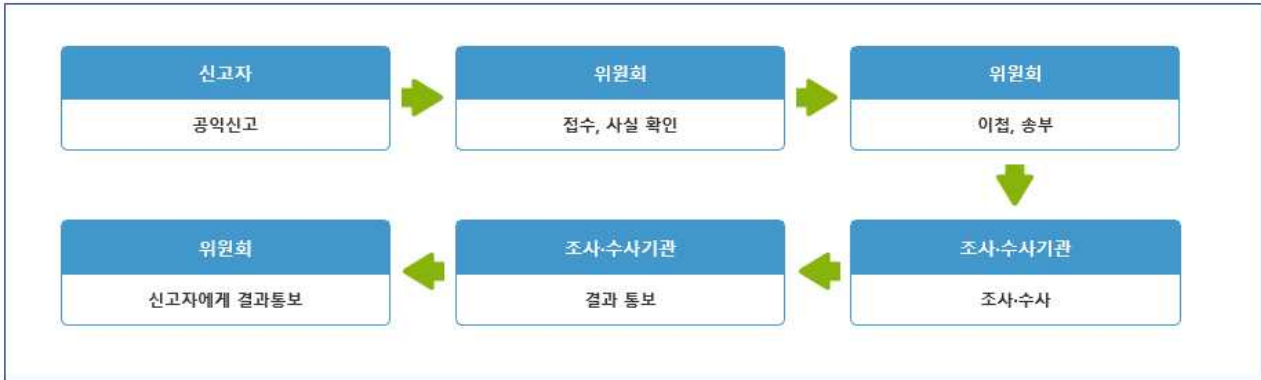 신고자
공익신고
위원회
접수, 사실 확인
위원회
이첩, 송부
조사·수사기관
조사·수사
조사·수사기관
결과 통보
위원회
신고자에게 결과통보